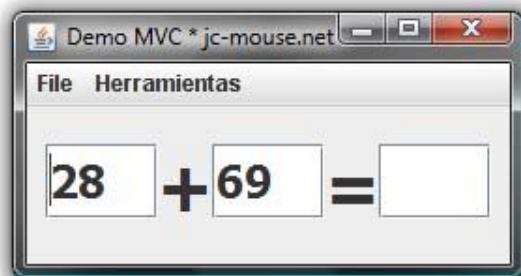 Demo MVC * jc-mouse.net
File Herramientas
28 + 69 =